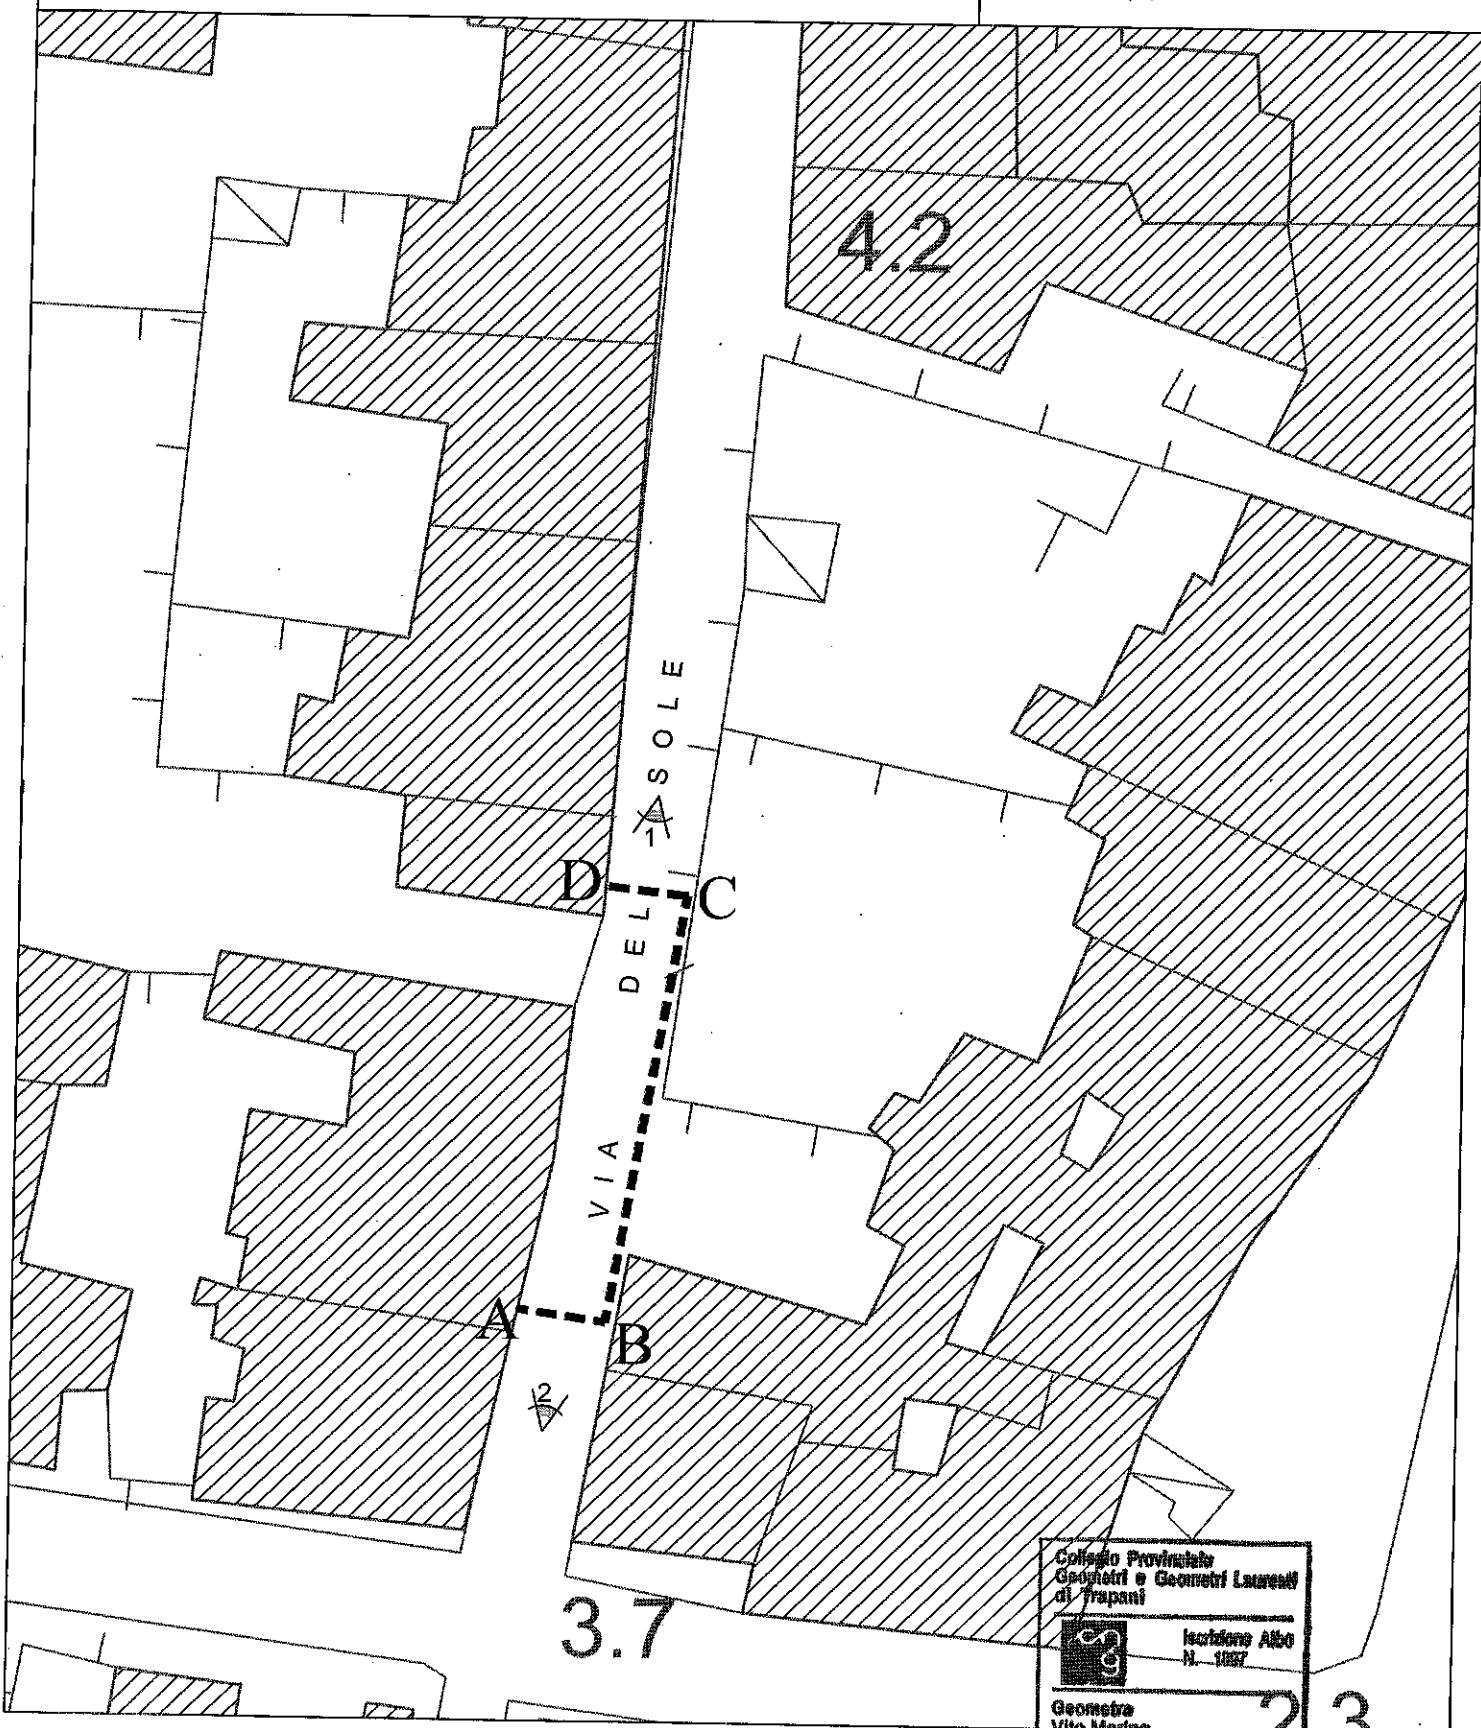 4.2
VIA DEL SOLE
1
D
C
A
B
2
3.7
Collegio Provinciale
Geometri e Geometri Laureati
di Trapani
Iscrizione Albo
N. 1897
Geometra
2 3